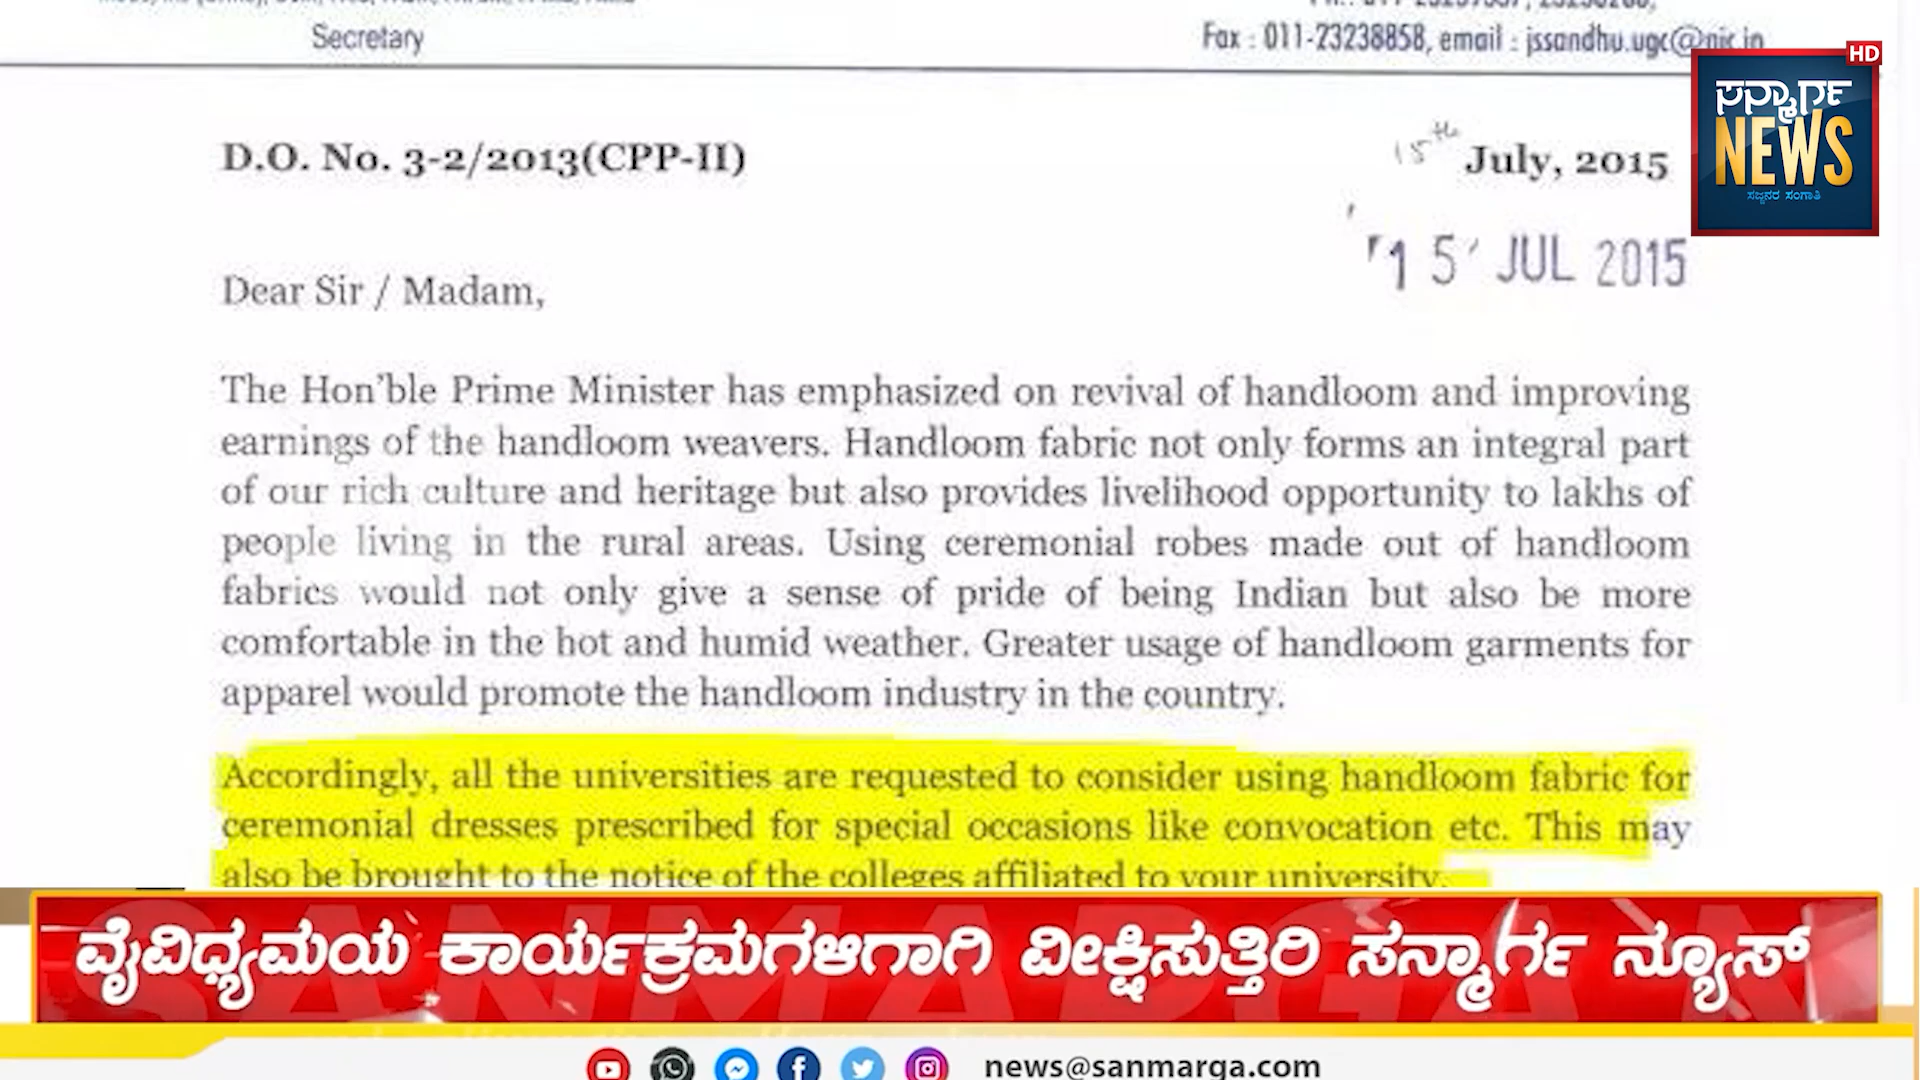 Secretary
Fax : 011-23238858, email : jssandhu.ugc@nic.in
HD
ಸನ್ಮಾರ್ಗ
NEWS
ಸಜ್ಜನರ ಸಂಗಾತಿ
D.O. No. 3-2/2013(CPP-II)
15th July, 2015
15 JUL 2015
Dear Sir / Madam,
The Hon'ble Prime Minister has emphasized on revival of handloom and improving
earnings of the handloom weavers. Handloom fabric not only forms an integral part
of our rich culture and heritage but also provides livelihood opportunity to lakhs of
people living in the rural areas. Using ceremonial robes made out of handloom
fabrics would not only give a sense of pride of being Indian but also be more
comfortable in the hot and humid weather. Greater usage of handloom garments for
apparel would promote the handloom industry in the country.
Accordingly, all the universities are requested to consider using handloom fabric for
ceremonial dresses prescribed for special occasions like convocation etc. This may
also be brought to the notice of the colleges affiliated to your university.
ವೈವಿಧ್ಯಮಯ ಕಾರ್ಯಕ್ರಮಗಳಿಗಾಗಿ ವೀಕ್ಷಿಸುತ್ತಿರಿ ಸನ್ಮಾರ್ಗ ನ್ಯೂಸ್
news@sanmarga.com